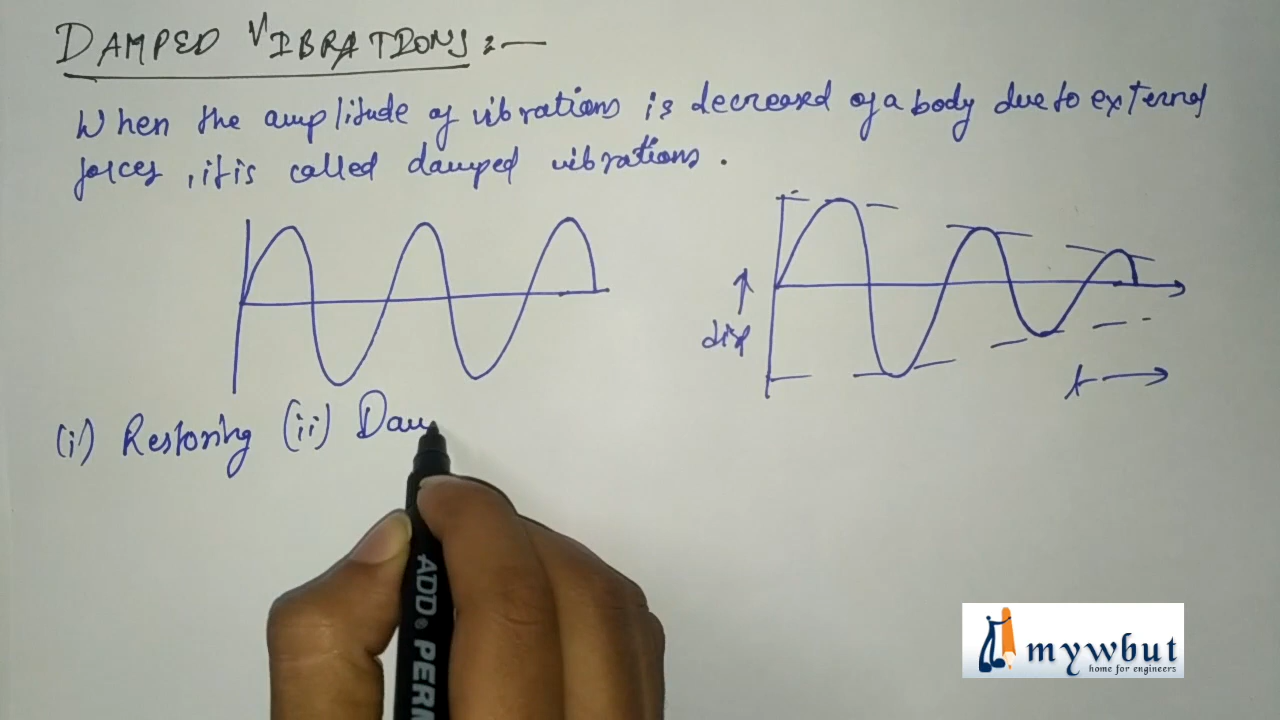 DAMPED VIBRATIONS :—
When the amplitude of vibrations is decreased of a body due to external
forces, it is called damped vibrations.
disp
t
(i) Restoring (ii) Dam
ADD PERM
mywbut
home for engineers